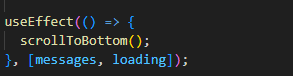 useEffect(() => {
  scrollToBottom();
}, [messages, loading]);